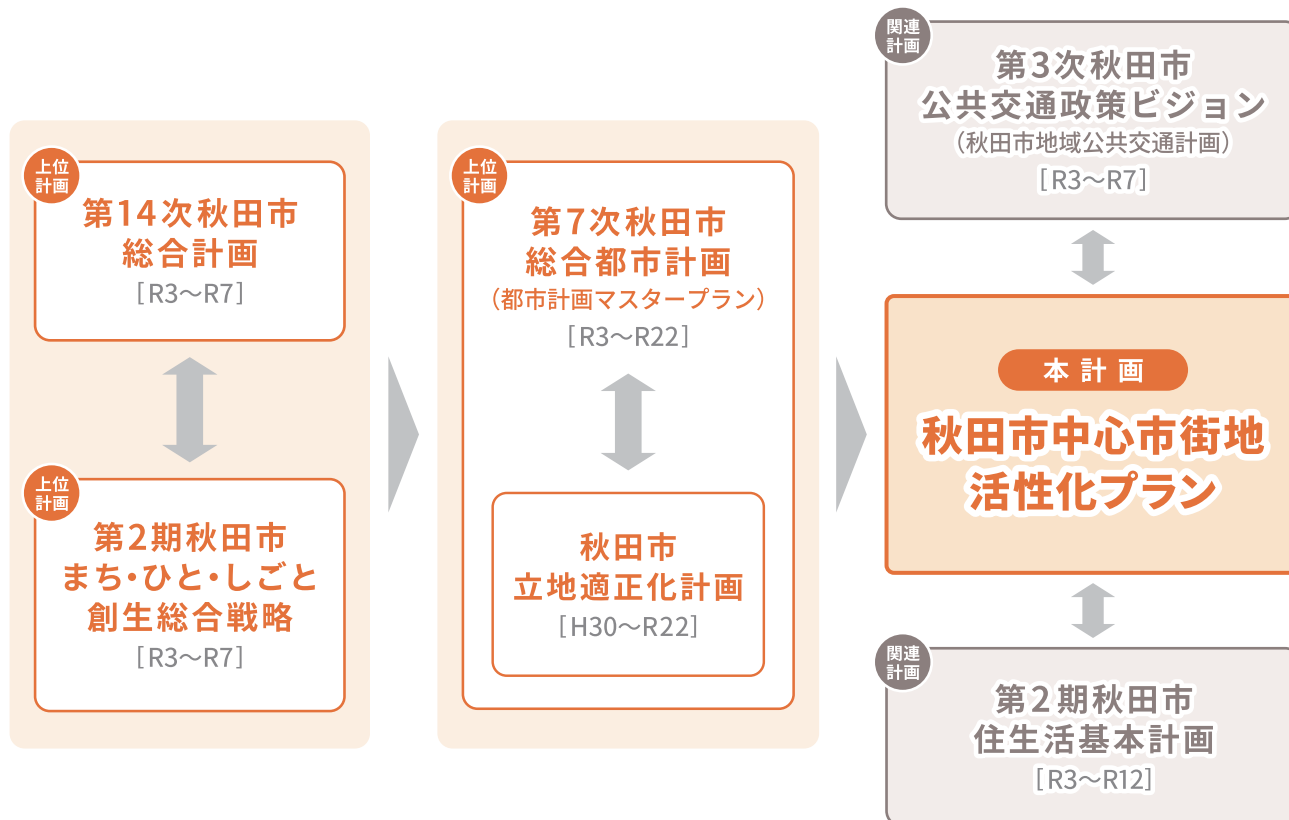 上位
計画
第14次秋田市
総合計画
[R3〜R7]
上位
計画
第2期秋田市
まち・ひと・しごと
創生総合戦略
[R3〜R7]
上位
計画
第7次秋田市
総合都市計画
（都市計画マスタープラン）
[R3〜R22]
秋田市
立地適正化計画
[H30〜R22]
関連
計画
第3次秋田市
公共交通政策ビジョン
（秋田市地域公共交通計画）
[R3〜R7]
本計画
秋田市中心市街地
活性化プラン
関連
計画
第2期秋田市
住生活基本計画
[R3〜R12]